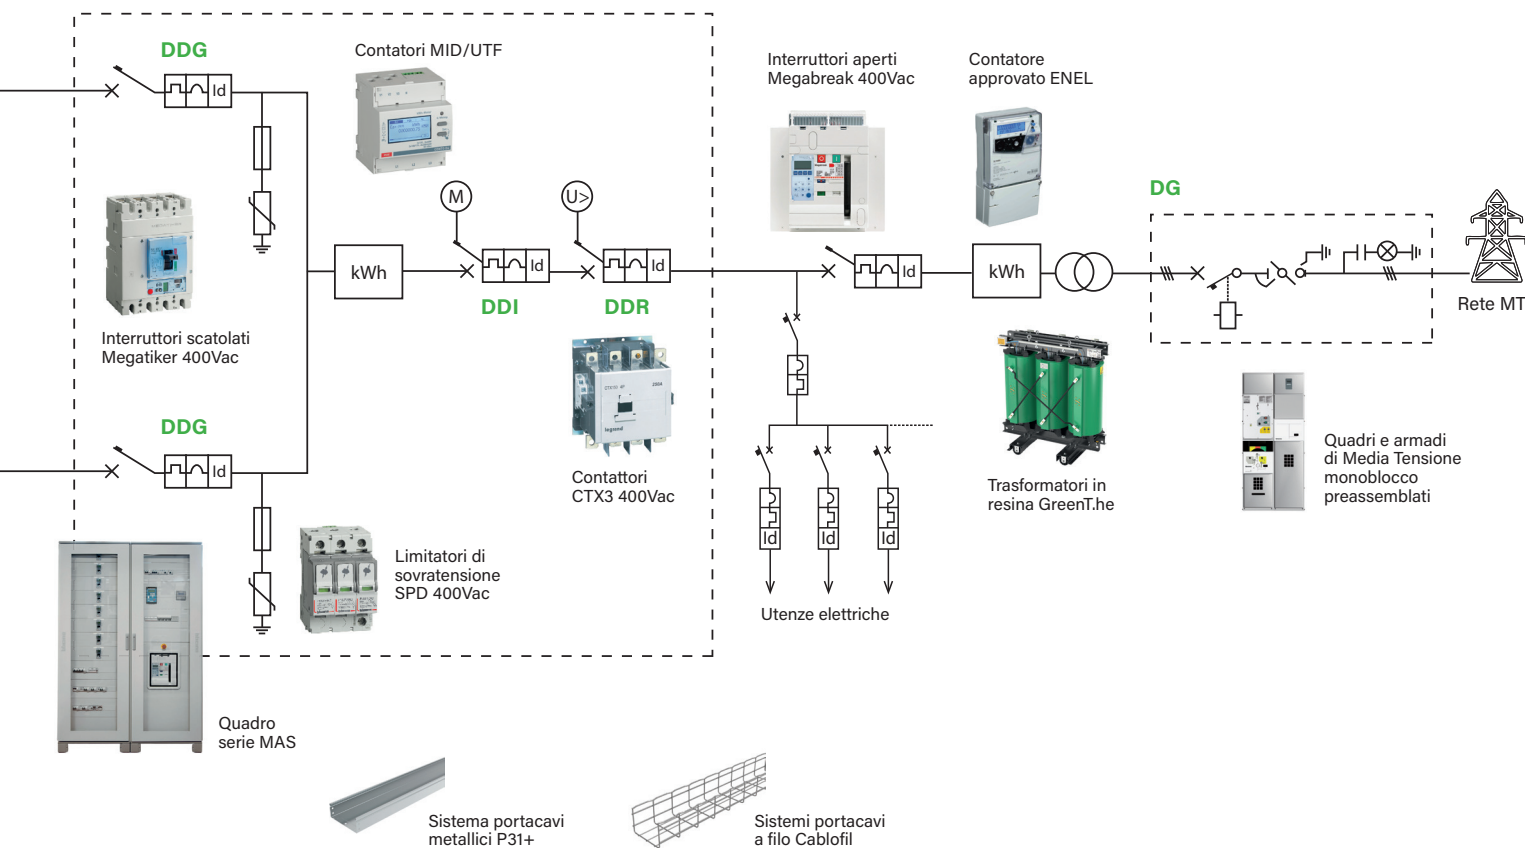 DDG
Contatori MID/UTF
Id
Interruttori aperti
Megabreak 400Vac
Contatore
approvato ENEL
DG
M
U>
Id
Id
Id
kWh
kWh
DDI
DDR
Rete MT
Interruttori scatolati
Megatiker 400Vac
DDG
Id
legrand
Contattori
CTX3 400Vac
Trasformatori in
resina GreenT.he
Quadri e armadi
di Media Tensione
monoblocco
preassemblati
Id
Id
Id
Limitatori di
sovratensione
SPD 400Vac
Utenze elettriche
Quadro
serie MAS
Sistema portacavi
metallici P31+
Sistemi portacavi
a filo Cablofil